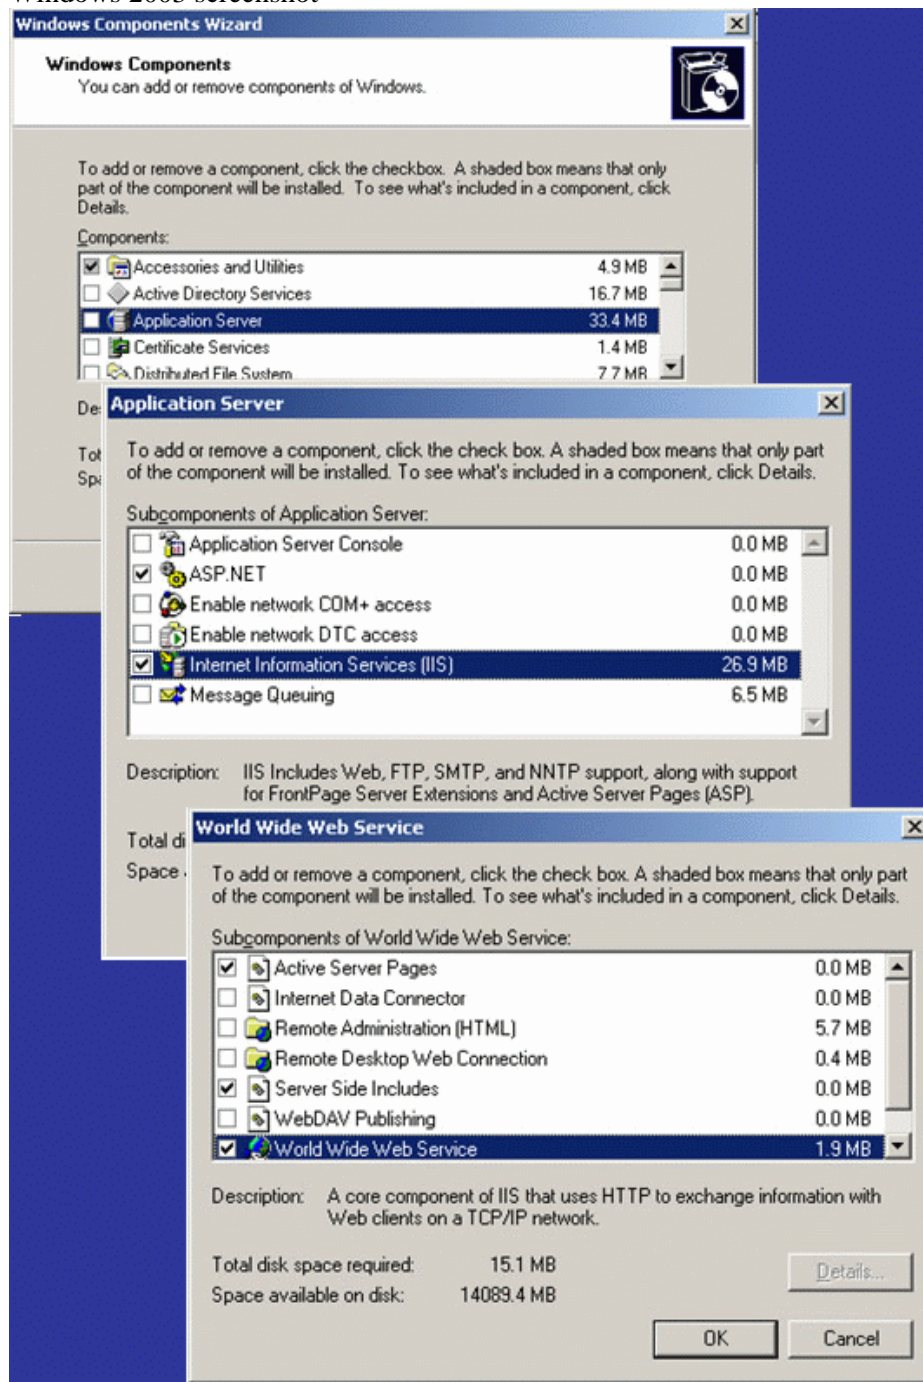 Windows Components Wizard
Windows Components
You can add or remove components of Windows.
To add or remove a component, click the checkbox. A shaded box means that only
part of the component will be installed. To see what's included in a component, click
Details.
Components:
Accessories and Utilities 4.9 MB
Active Directory Services 16.7 MB
Application Server 33.4 MB
Certificate Services 1.4 MB
Distributed File System 7.7 MB
Application Server
To add or remove a component, click the check box. A shaded box means that only part
of the component will be installed. To see what's included in a component, click Details.
Subcomponents of Application Server:
Application Server Console 0.0 MB
ASP.NET 0.0 MB
Enable network COM+ access 0.0 MB
Enable network DTC access 0.0 MB
Internet Information Services (IIS) 26.9 MB
Message Queuing 6.5 MB
Description: IIS Includes Web, FTP, SMTP, and NNTP support, along with support
for FrontPage Server Extensions and Active Server Pages (ASP).
Total di
Space
World Wide Web Service
To add or remove a component, click the check box. A shaded box means that only part
of the component will be installed. To see what's included in a component, click Details.
Subcomponents of World Wide Web Service:
Active Server Pages 0.0 MB
Internet Data Connector 0.0 MB
Remote Administration (HTML) 5.7 MB
Remote Desktop Web Connection 0.4 MB
Server Side Includes 0.0 MB
WebDAV Publishing 0.0 MB
World Wide Web Service 1.9 MB
Description: A core component of IIS that uses HTTP to exchange information with
Web clients on a TCP/IP network.
Total disk space required: 15.1 MB
Details...
Space available on disk: 14089.4 MB
OK Cancel